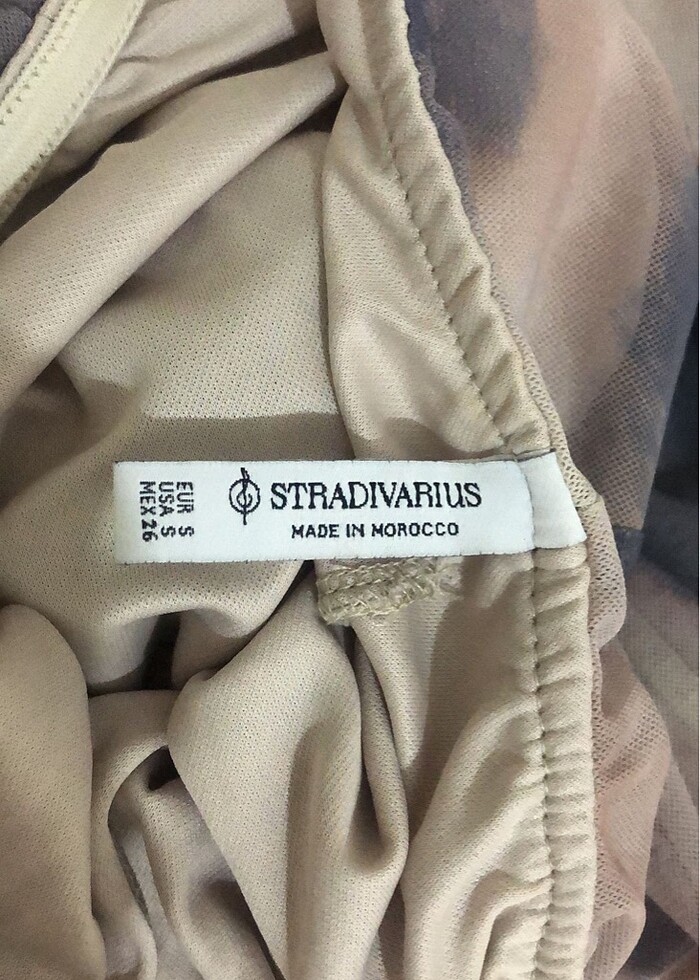 STRADIVARIUS
MADE IN MOROCCO
EUR S
USA S
MEX 26